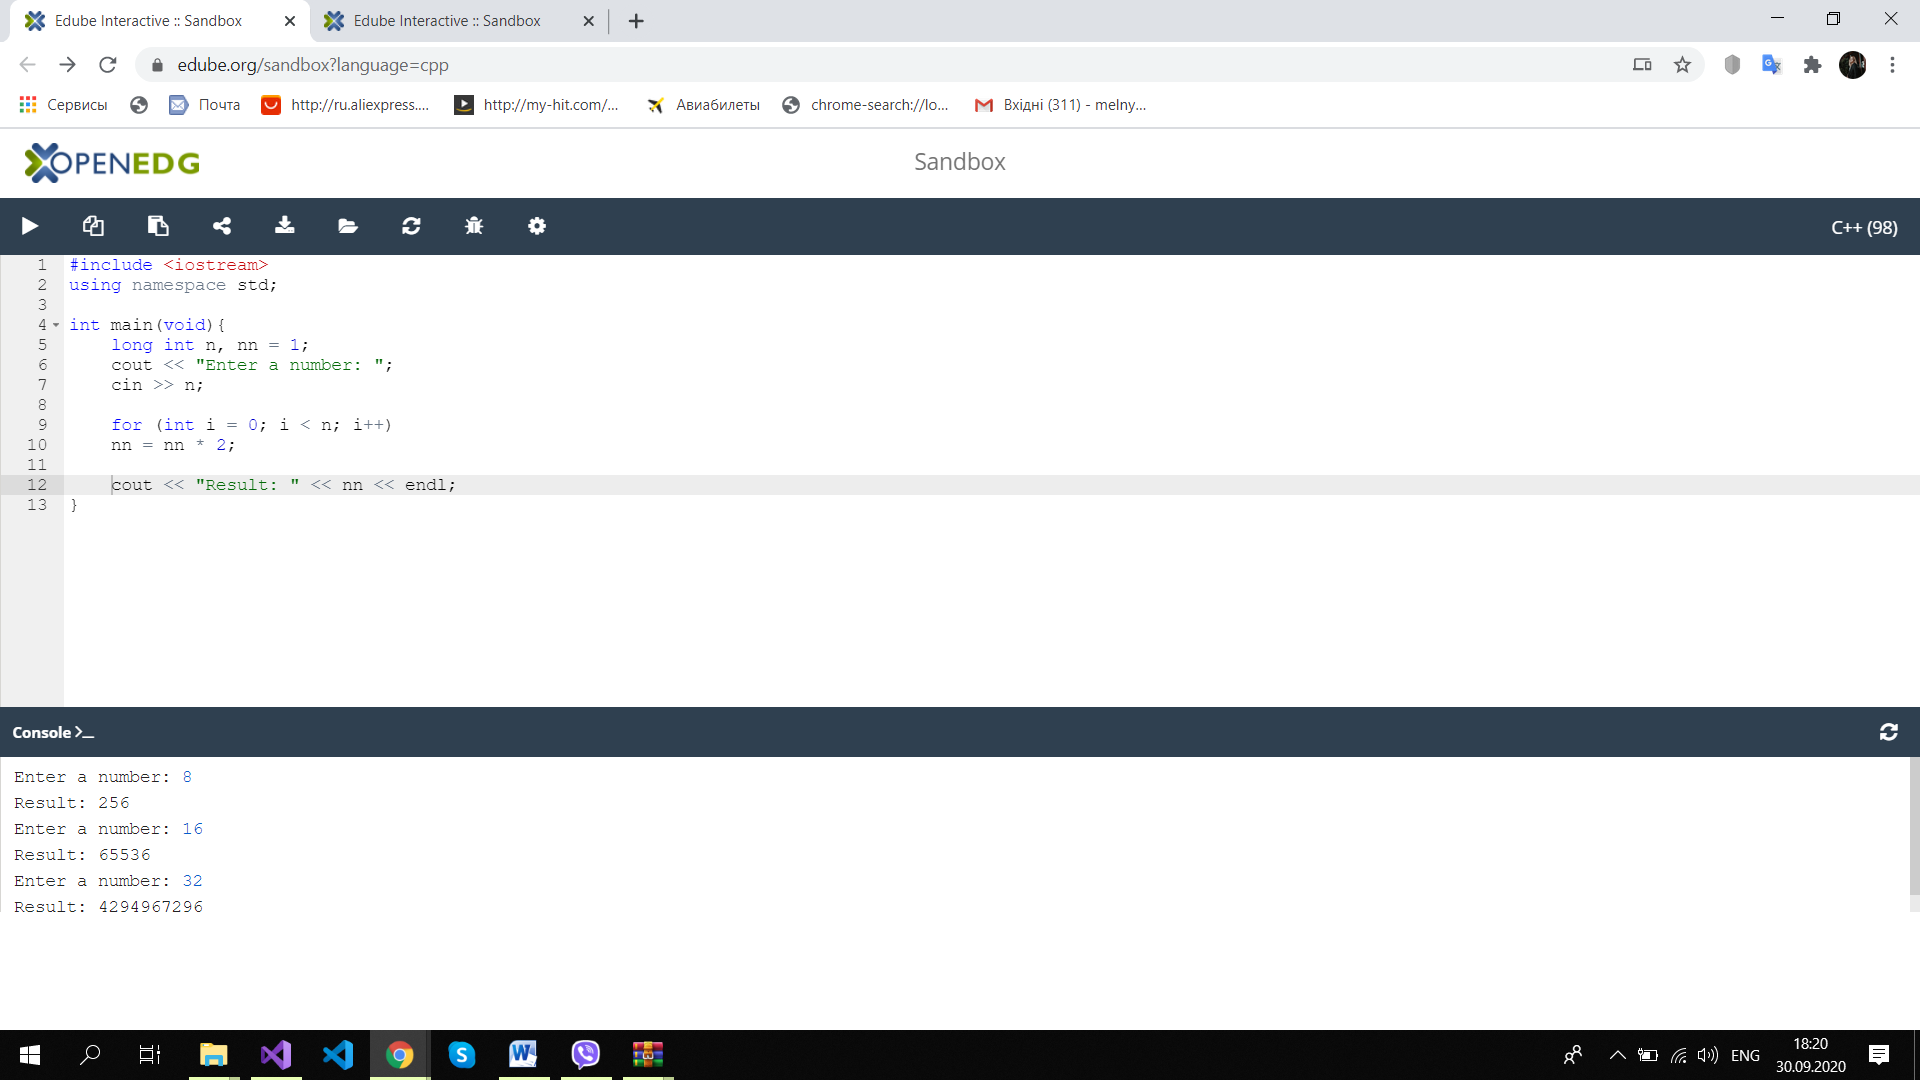 Edube Interactive :: Sandbox
Edube Interactive :: Sandbox
edube.org/sandbox?language=cpp
Сервисы
Почта
http://ru.aliexpress....
http://my-hit.com/...
Авиабилеты
chrome-search://lo...
Вхідні (311) - melny...
OPENEDG
Sandbox
C++ (98)
1 #include <iostream>
2 using namespace std;
3
4 int main(void){
5 long int n, nn = 1;
6 cout << "Enter a number: ";
7 cin >> n;
8
9 for (int i = 0; i < n; i++)
10 nn = nn * 2;
11
12 cout << "Result: " << nn << endl;
13 }
Console
Enter a number: 8
Result: 256
Enter a number: 16
Result: 65536
Enter a number: 32
Result: 4294967296
ENG
18:20
30.09.2020